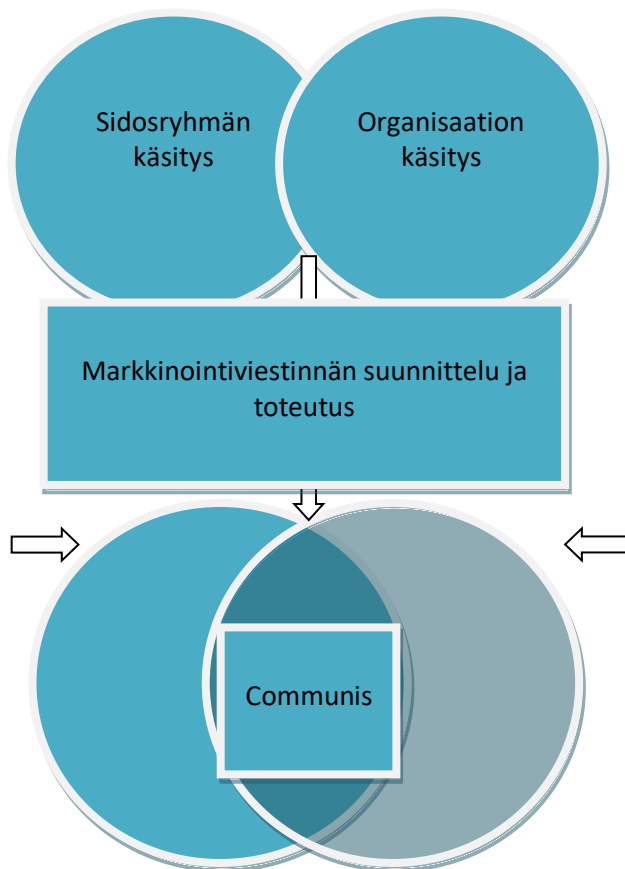 Sidosryhmän
käsitys
Organisaation
käsitys
Markkinointiviestinnän suunnittelu ja
toteutus
Communis